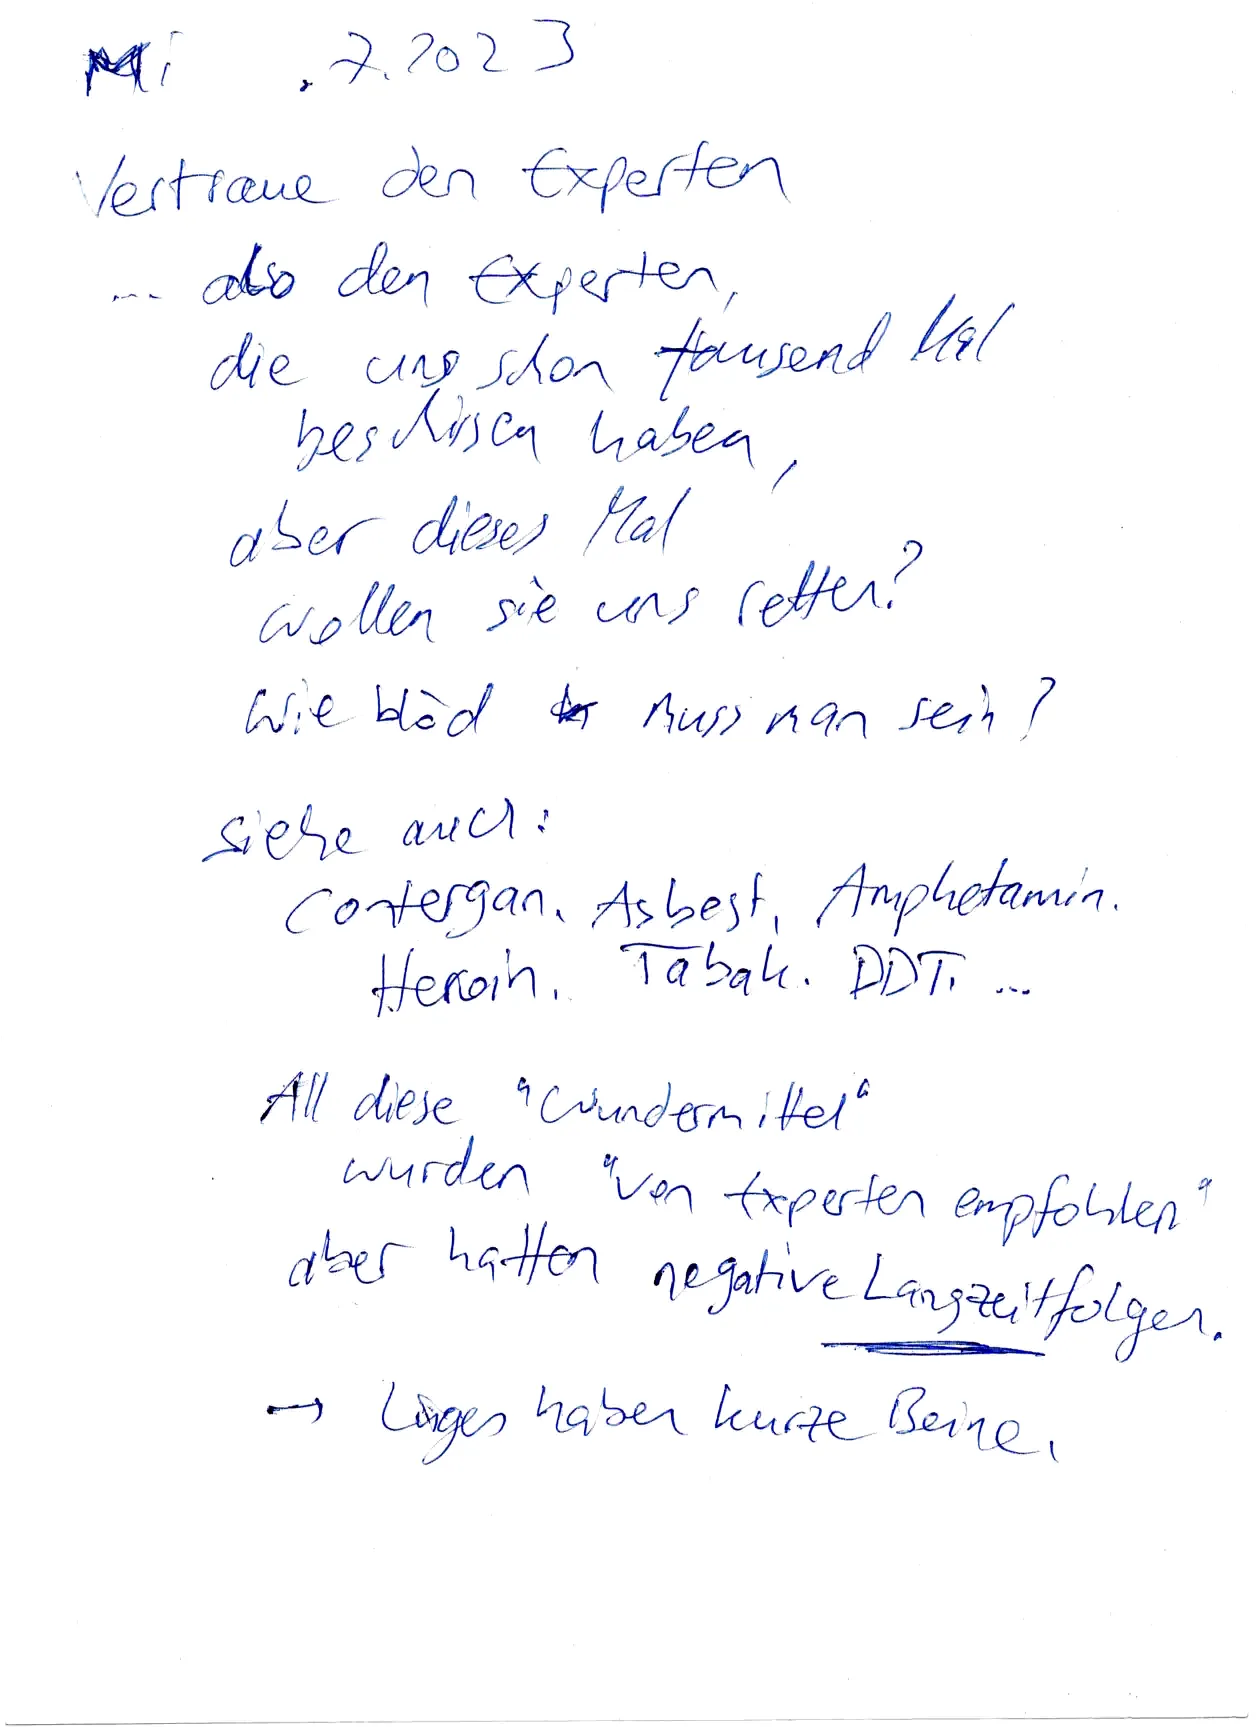 Mi .7.2023
Vertraue den Experten
... also den Experten,
die uns schon tausend Mal
beschissen haben,
aber dieses Mal
wollen sie uns retten?
wie blöd muss man sein?
siehe auch:
Contergan. Asbest. Amphetamin.
Heroin. Tabak. DDT. ...
All diese "Wundermittel"
wurden "von Experten empfohlen"
aber hatten negative Langzeitfolgen.
→ Lügen haben kurze Beine.